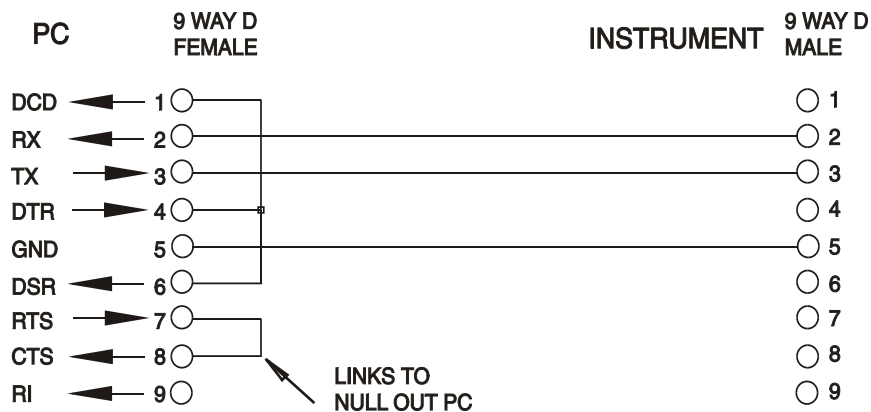 PC
9 WAY D
FEMALE
INSTRUMENT
9 WAY D
MALE
DCD 1 1
RX 2 2
TX 3 3
DTR 4 4
GND 5 5
DSR 6 6
RTS 7 7
CTS 8 8
RI 9 9
LINKS TO
NULL OUT PC